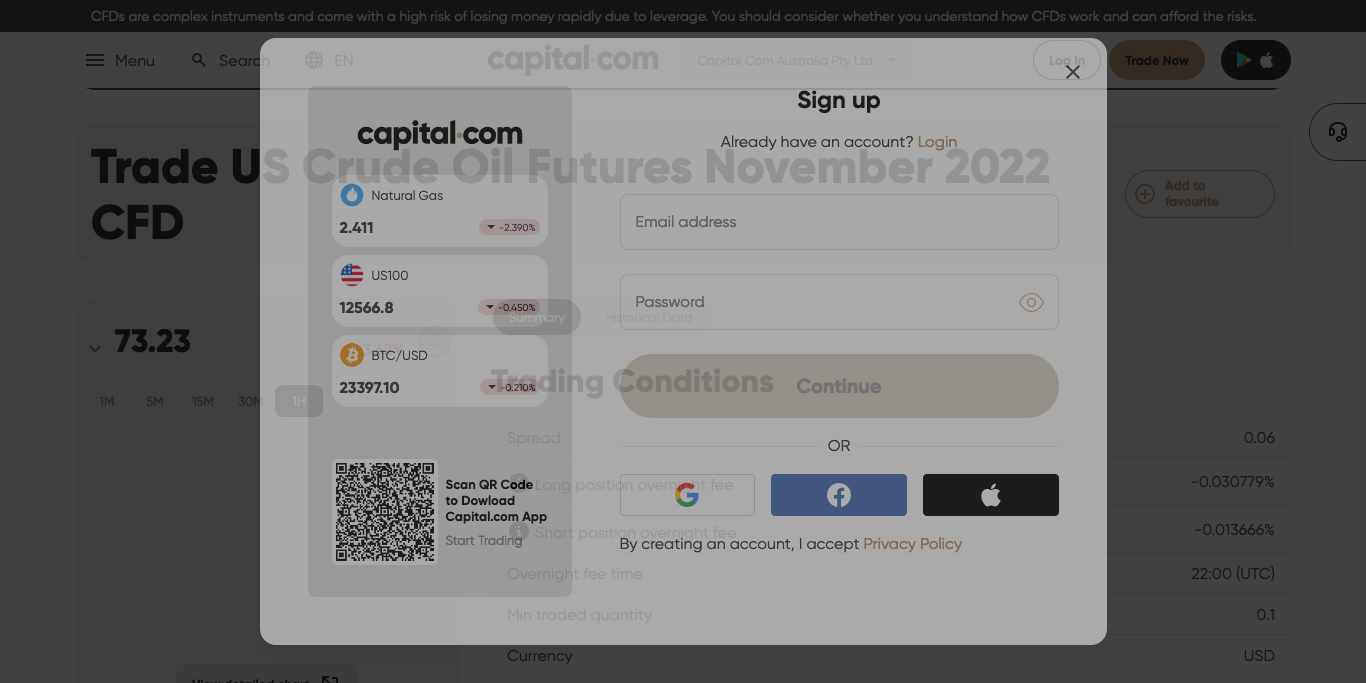 CFDs are complex instruments and come with a high risk of losing money rapidly due to leverage. You should consider whether you understand how CFDs work and can afford the risks.
Menu
Search
EN
capital.com
Capital Com Australia Pty Ltd
Log In
Trade Now
Trade US Crude Oil Futures November 2022
CFD
Add to
favourite
73.23
1M
5M
15M
30M
1H
View detailed chart
Summary
Historical Data
Trading Conditions
Spread
0.06
Long position overnight fee
-0.030779%
Short position overnight fee
-0.013666%
Overnight fee time
22:00 (UTC)
Min traded quantity
0.1
Currency
USD
capital.com
Natural Gas
2.411
-2.390%
US100
12566.8
-0.450%
BTC/USD
23397.10
-0.210%
Scan QR Code
to Dowload
Capital.com App
Start Trading
Sign up
Already have an account? Login
Email address
Password
Continue
OR
By creating an account, I accept Privacy Policy